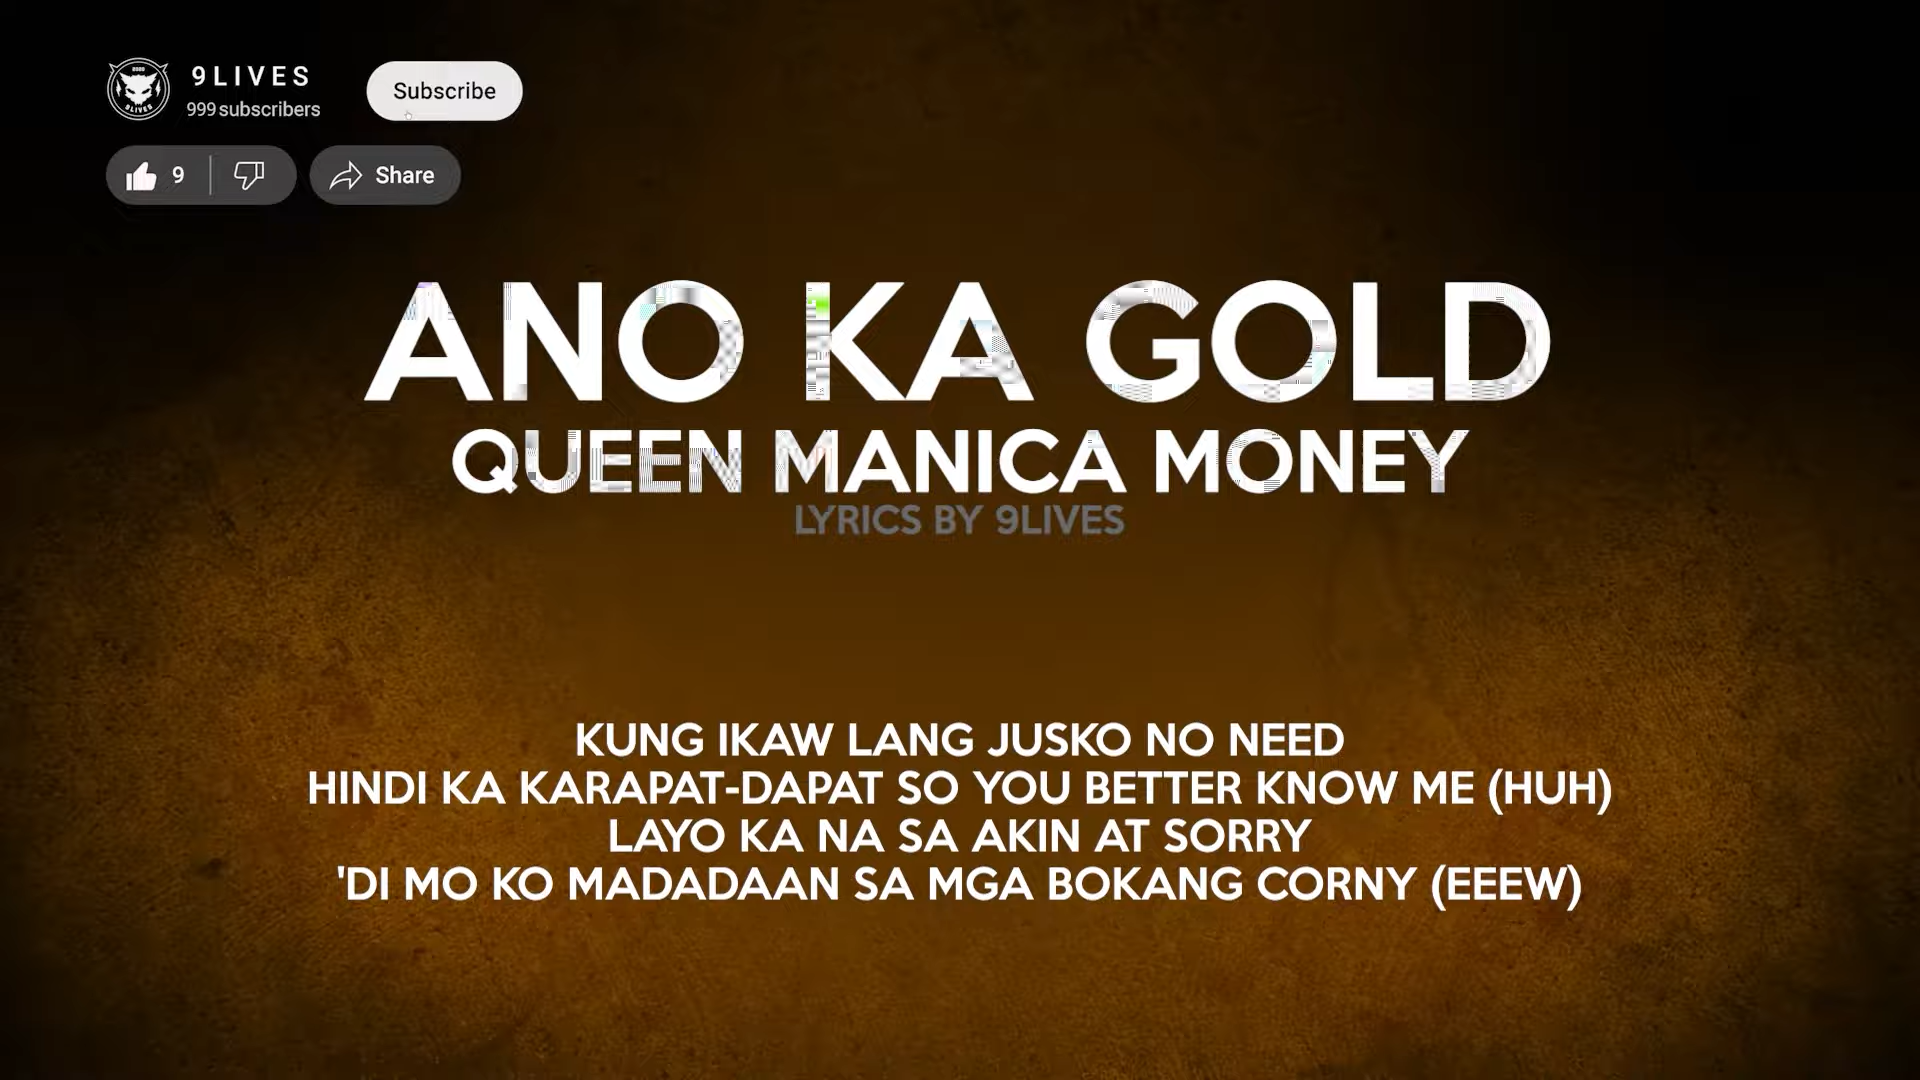 9LIVES
999 subscribers
Subscribe
9
Share
ANO KA GOLD
QUEEN MANICA MONEY
LYRICS BY 9LIVES
KUNG IKAW LANG JUSKO NO NEED
HINDI KA KARAPAT-DAPAT SO YOU BETTER KNOW ME (HUH)
LAYO KA NA SA AKIN AT SORRY
'DI MO KO MADADAAN SA MGA BOKANG CORNY (EEEW)